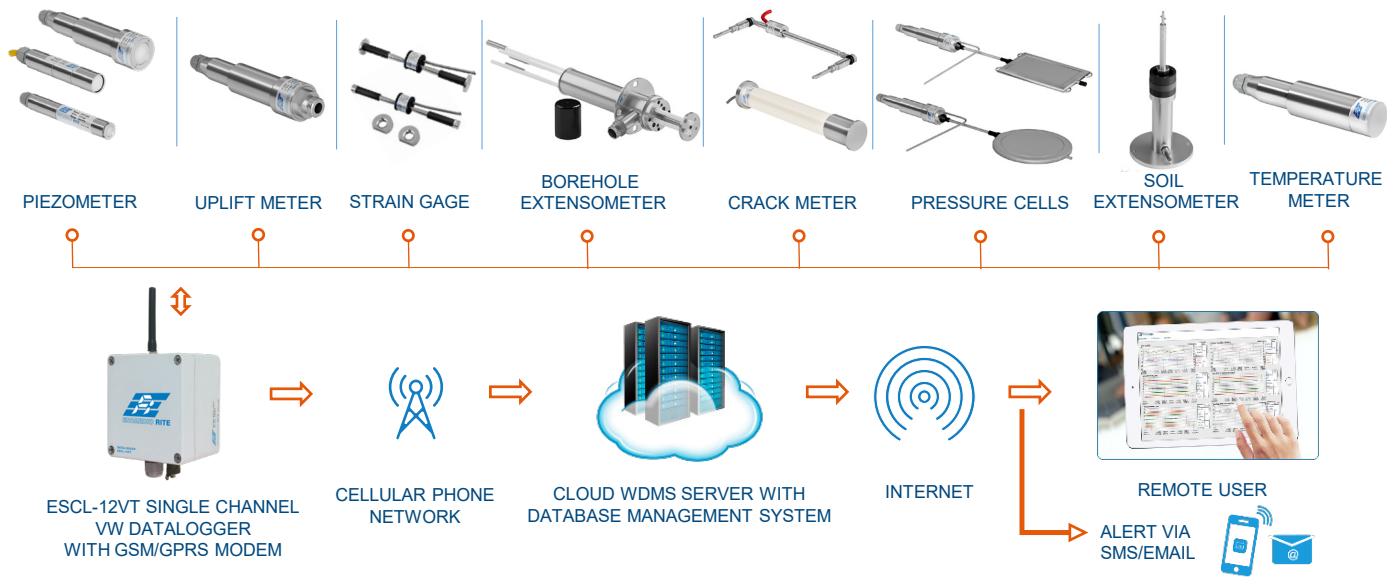 PIEZOMETER
UPLIFT METER
STRAIN GAGE
BOREHOLE
EXTENSOMETER
CRACK METER
PRESSURE CELLS
SOIL
EXTENSOMETER
TEMPERATURE
METER
ESCL-12VT SINGLE CHANNEL
VW DATALOGGER
WITH GSM/GPRS MODEM
CELLULAR PHONE
NETWORK
CLOUD WDMS SERVER WITH
DATABASE MANAGEMENT SYSTEM
INTERNET
REMOTE USER
ALERT VIA
SMS/EMAIL
@